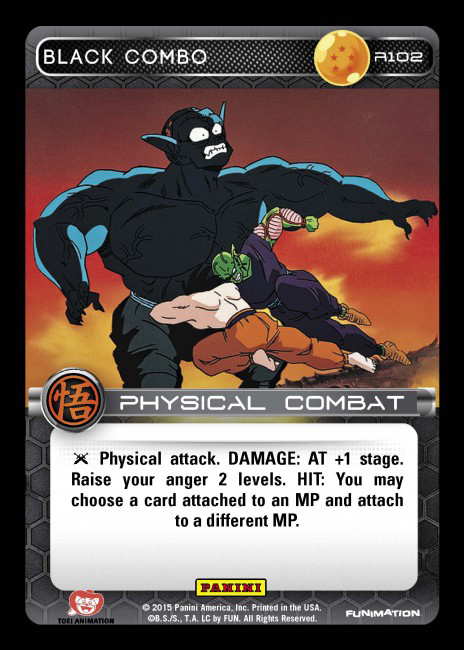 BLACK COMBO
R102
悟
PHYSICAL COMBAT
Physical attack. DAMAGE: AT +1 stage.
Raise your anger 2 levels. HIT: You may
choose a card attached to an MP and attach
to a different MP.
PANINI
TOEI ANIMATION
© 2015 Panini America, Inc. Printed in the USA.
©B.S./S., T.A. LC by FUN. All Rights Reserved.
FUNIMATION